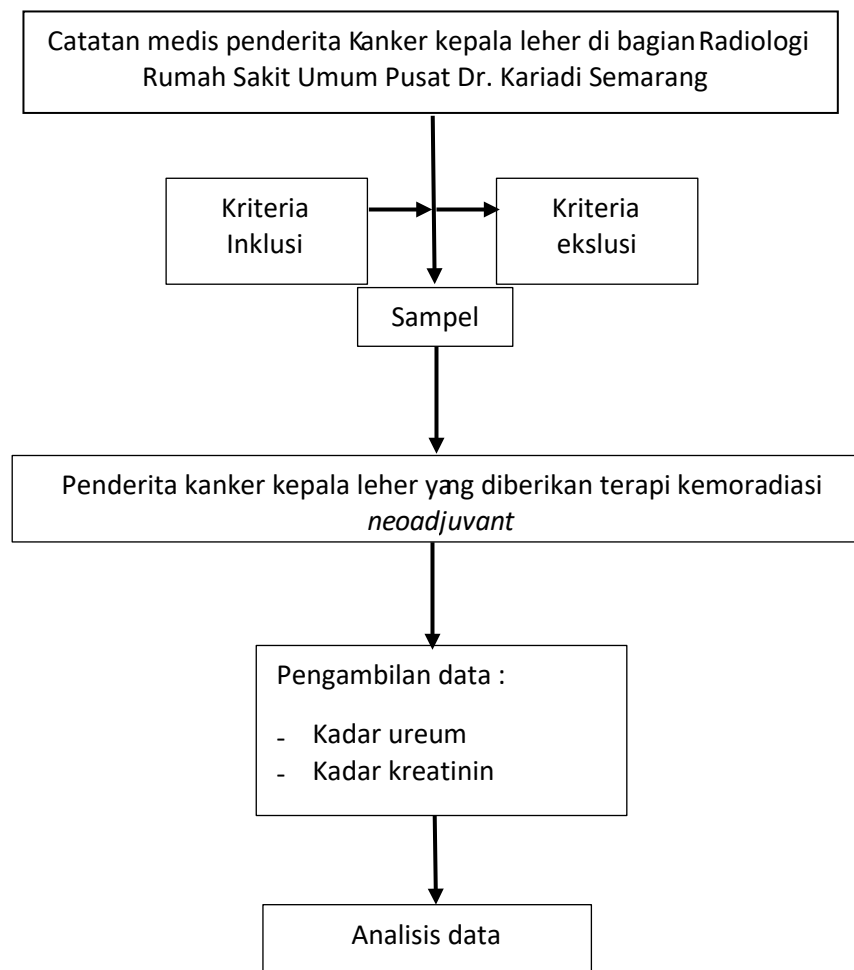 Catatan medis penderita Kanker kepala leher di bagian Radiologi
Rumah Sakit Umum Pusat Dr. Kariadi Semarang
Kriteria
Inklusi
Kriteria
ekslusi
Sampel
Penderita kanker kepala leher yang diberikan terapi kemoradiasi
neoadjuvant
Pengambilan data :
- Kadar ureum
- Kadar kreatinin
Analisis data